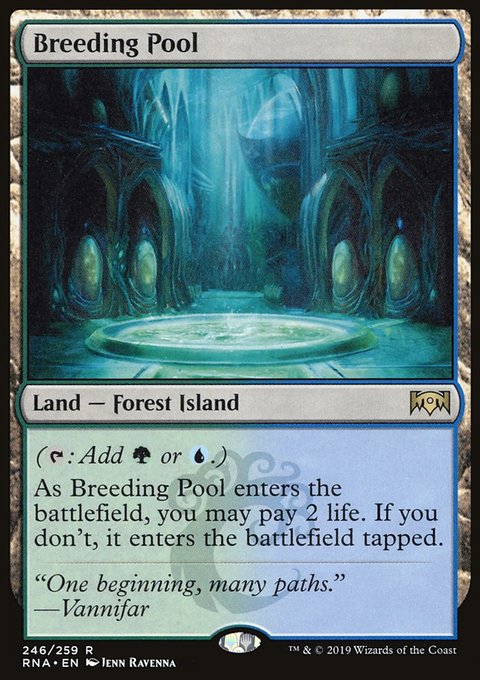 Breeding Pool
Land — Forest Island
(: Add or .)
As Breeding Pool enters the
battlefield, you may pay 2 life. If you
don't, it enters the battlefield tapped.
“One beginning, many paths.”
—Vannifar
246/259 R
RNA • EN Jenn Ravenna
™ & © 2019 Wizards of the Coast